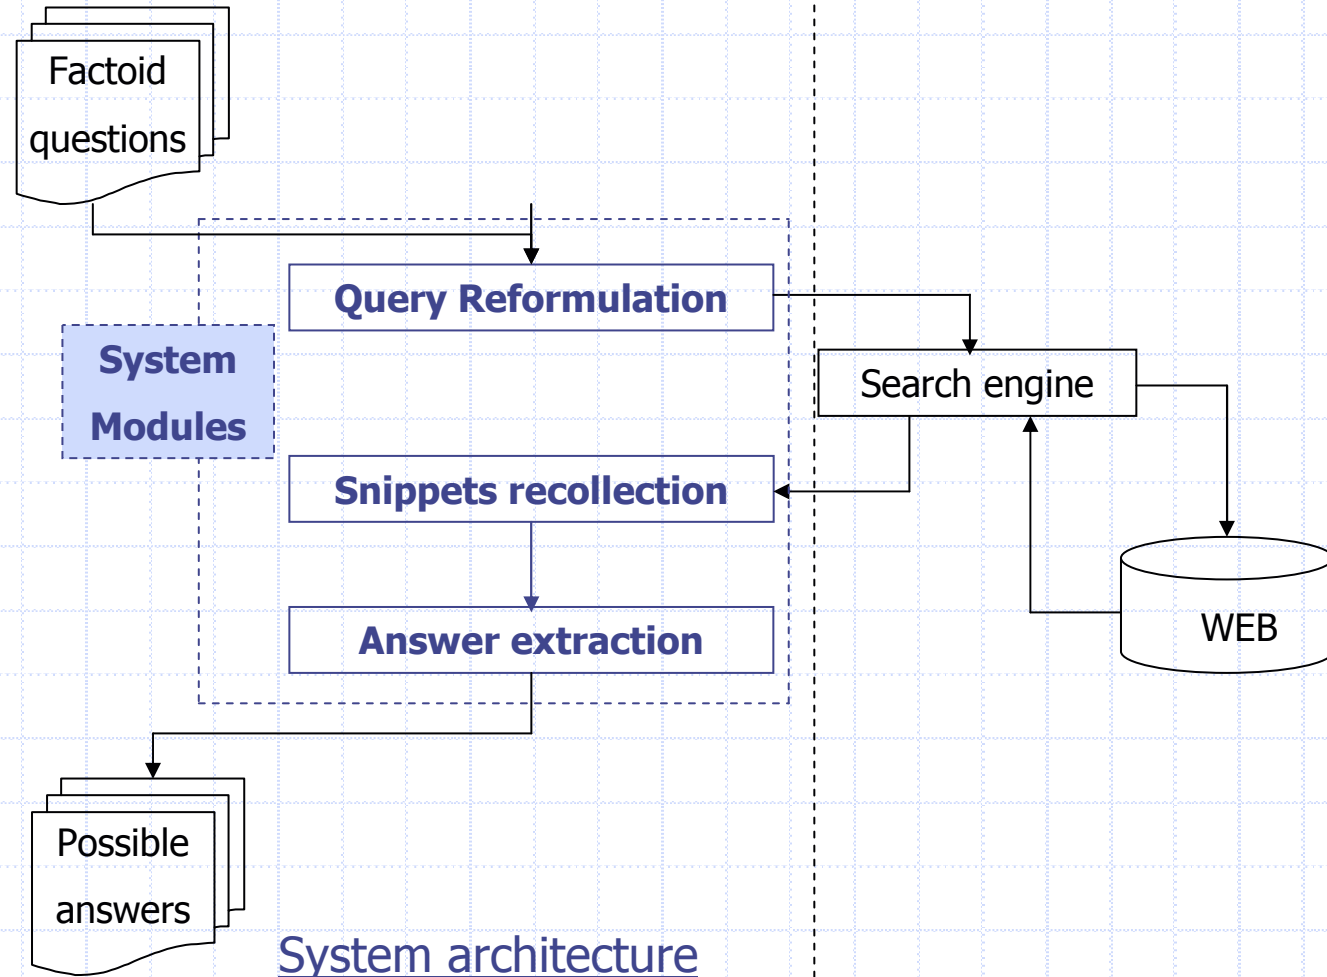 Factoid
questions
Query Reformulation
System
Modules
Search engine
Snippets recollection
Answer extraction
WEB
Possible
answers
System architecture